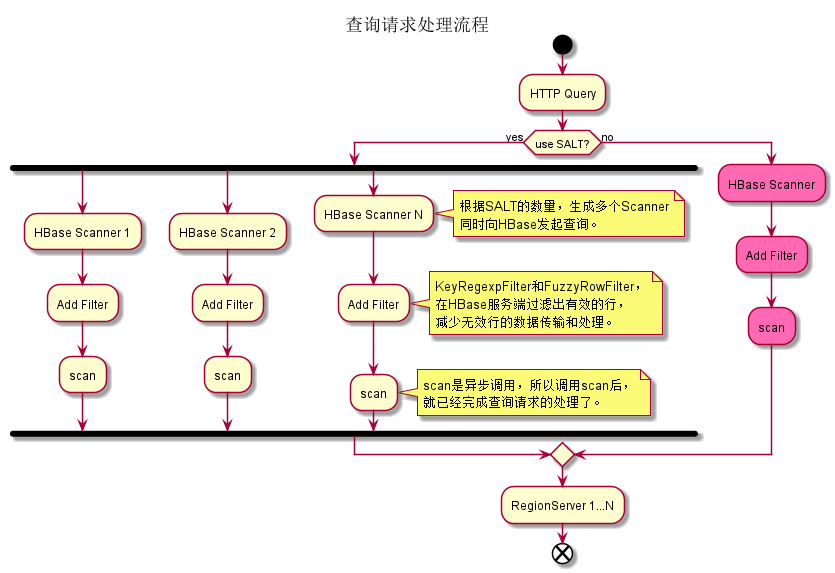 查询请求处理流程
HTTP Query
yes
use SALT?
no
HBase Scanner 1
HBase Scanner 2
HBase Scanner N
根据SALT的数量，生成多个Scanner
同时向HBase发起查询。
HBase Scanner
Add Filter
Add Filter
Add Filter
KeyRegexpFilter和FuzzyRowFilter，
在HBase服务端过滤出有效的行，
减少无效行的数据传输和处理。
Add Filter
scan
scan
scan
scan是异步调用，所以调用scan后，
就已经完成查询请求的处理了。
scan
RegionServer 1...N